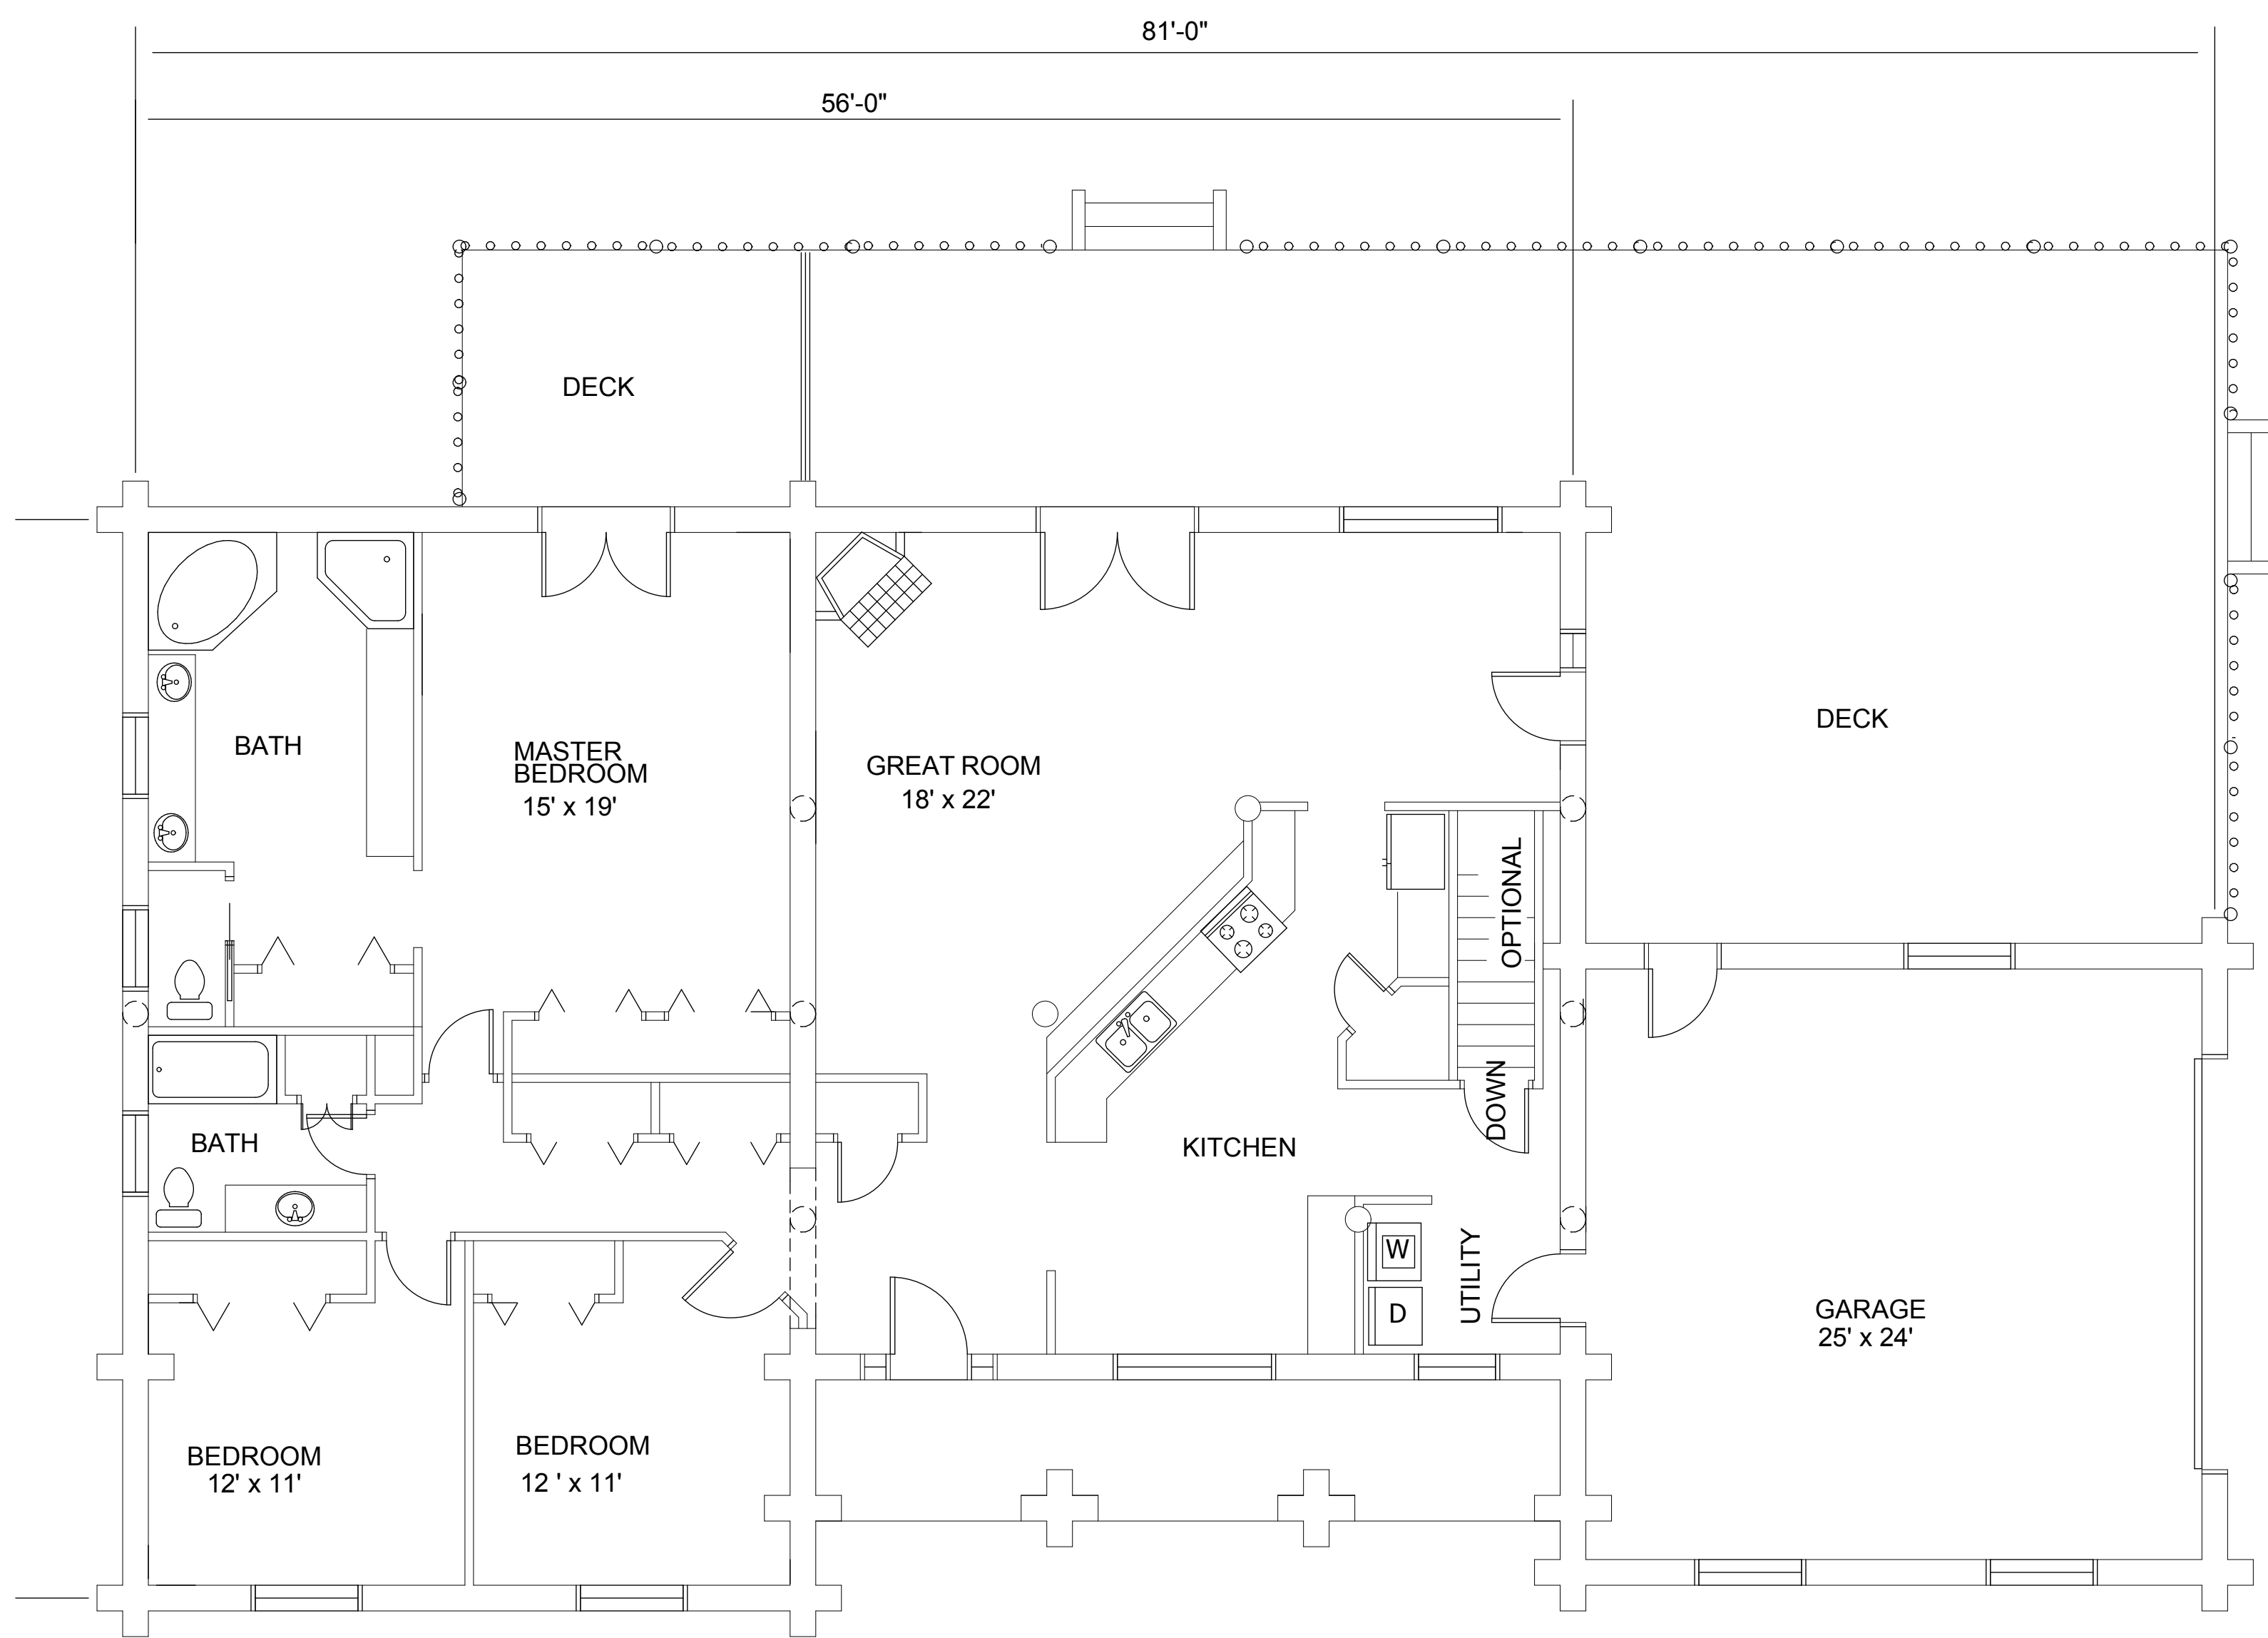 81'-0"
56'-0"
DECK
DECK
BATH
MASTER
BEDROOM
15' x 19'
GREAT ROOM
18' x 22'
OPTIONAL
DOWN
BATH
KITCHEN
W
D
UTILITY
GARAGE
25' x 24'
BEDROOM
12' x 11'
BEDROOM
12 ' x 11'